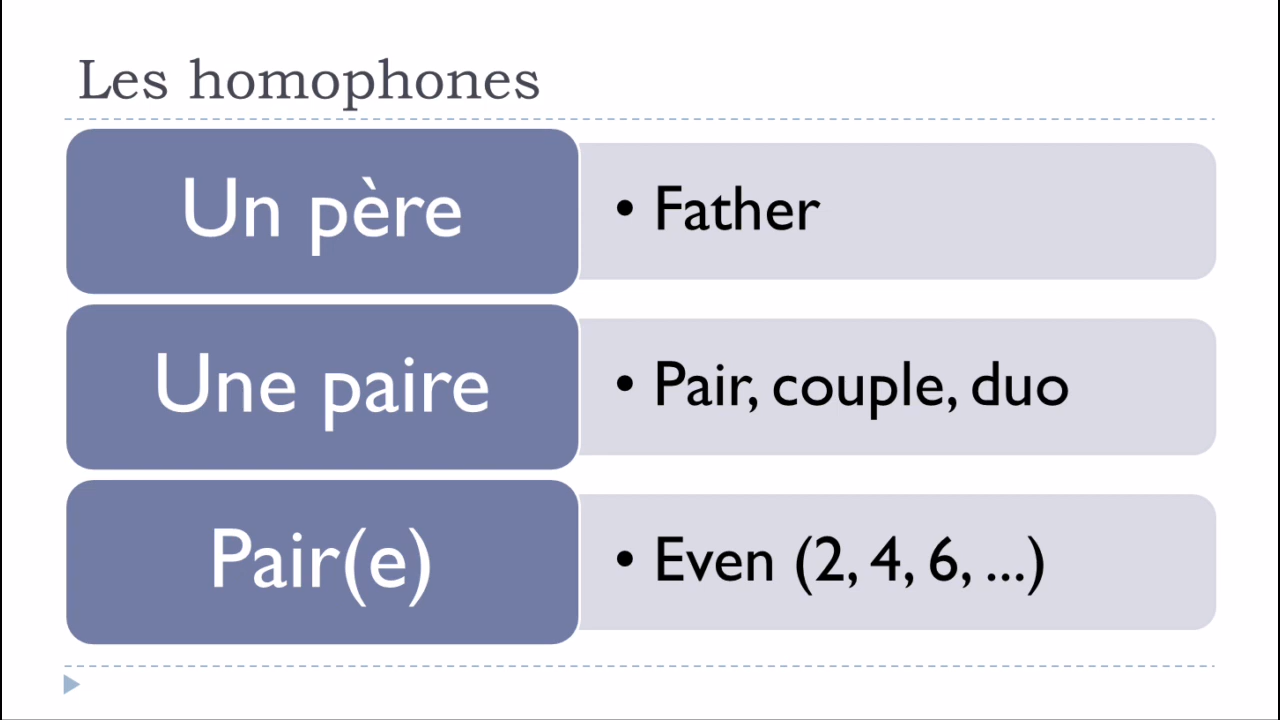 Les homophones
Un père
• Father
Une paire
• Pair, couple, duo
Pair(e)
• Even (2, 4, 6, ...)